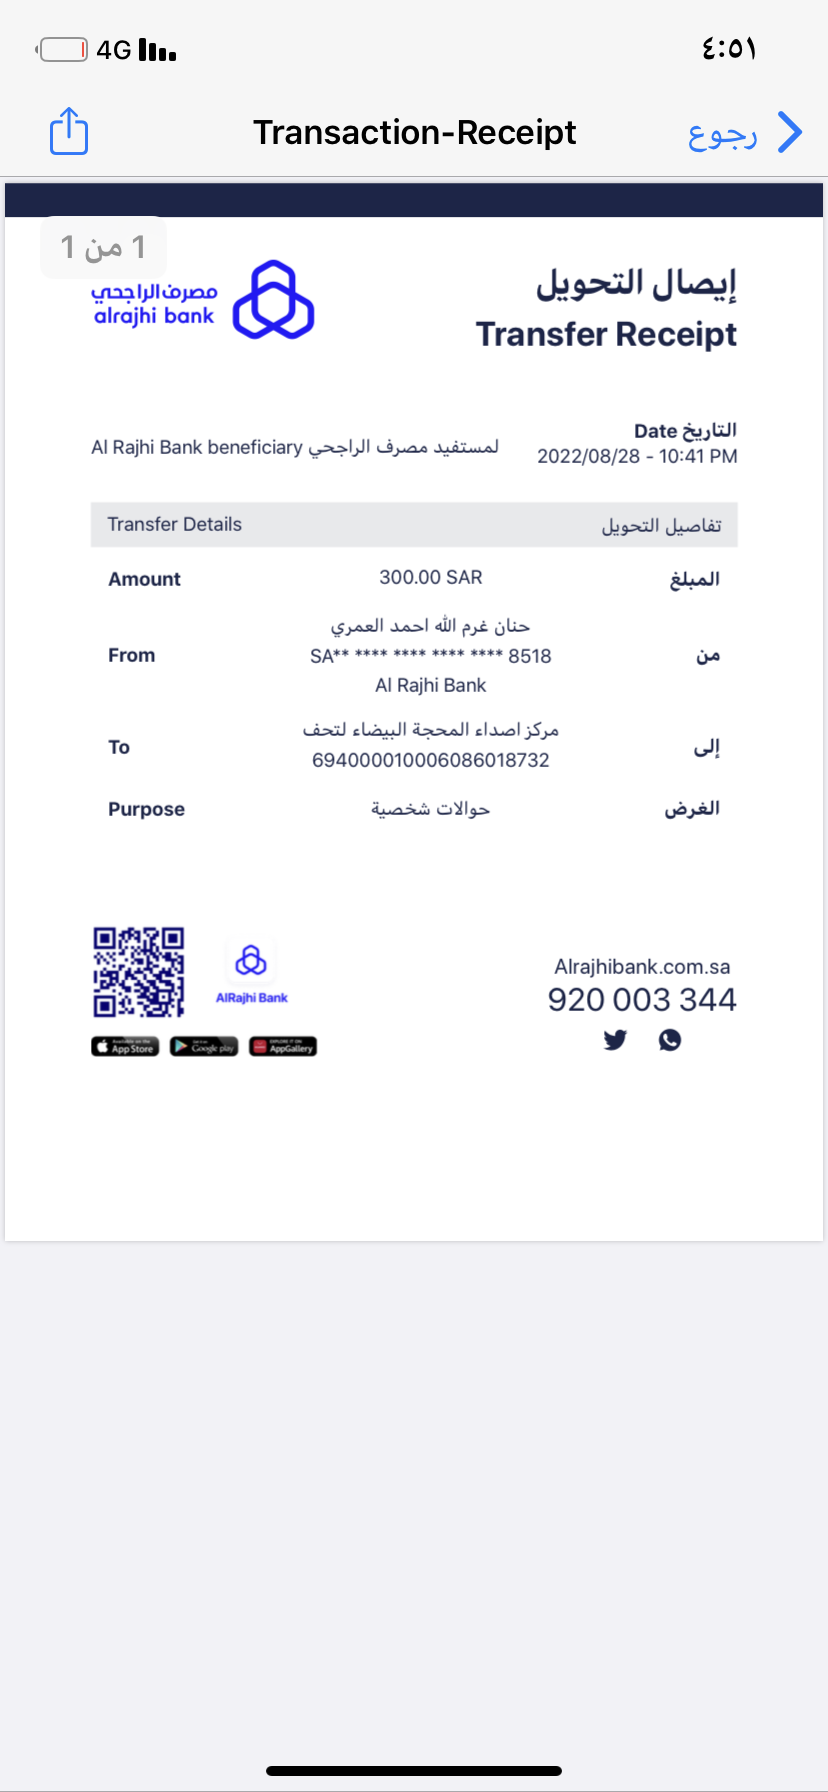 4G
٤:٥١
Transaction-Receipt
رجوع
1 من 1
مصرف الراجحي
alrajhi bank
إيصال التحويل
Transfer Receipt
التاريخ Date
2022/08/28 - 10:41 PM
Al Rajhi Bank beneficiary لمستفيد مصرف الراجحي
Transfer Details تفاصيل التحويل
Amount 300.00 SAR المبلغ
حنان غرم الله احمد العمري
From SA** **** **** **** **** 8518 من
Al Rajhi Bank
مركز اصداء المحجة البيضاء لتحف
To 694000010006086018732 إلى
Purpose حوالات شخصية الغرض
AlRajhi Bank
App Store
Google play
AppGallery
Alrajhibank.com.sa
920 003 344